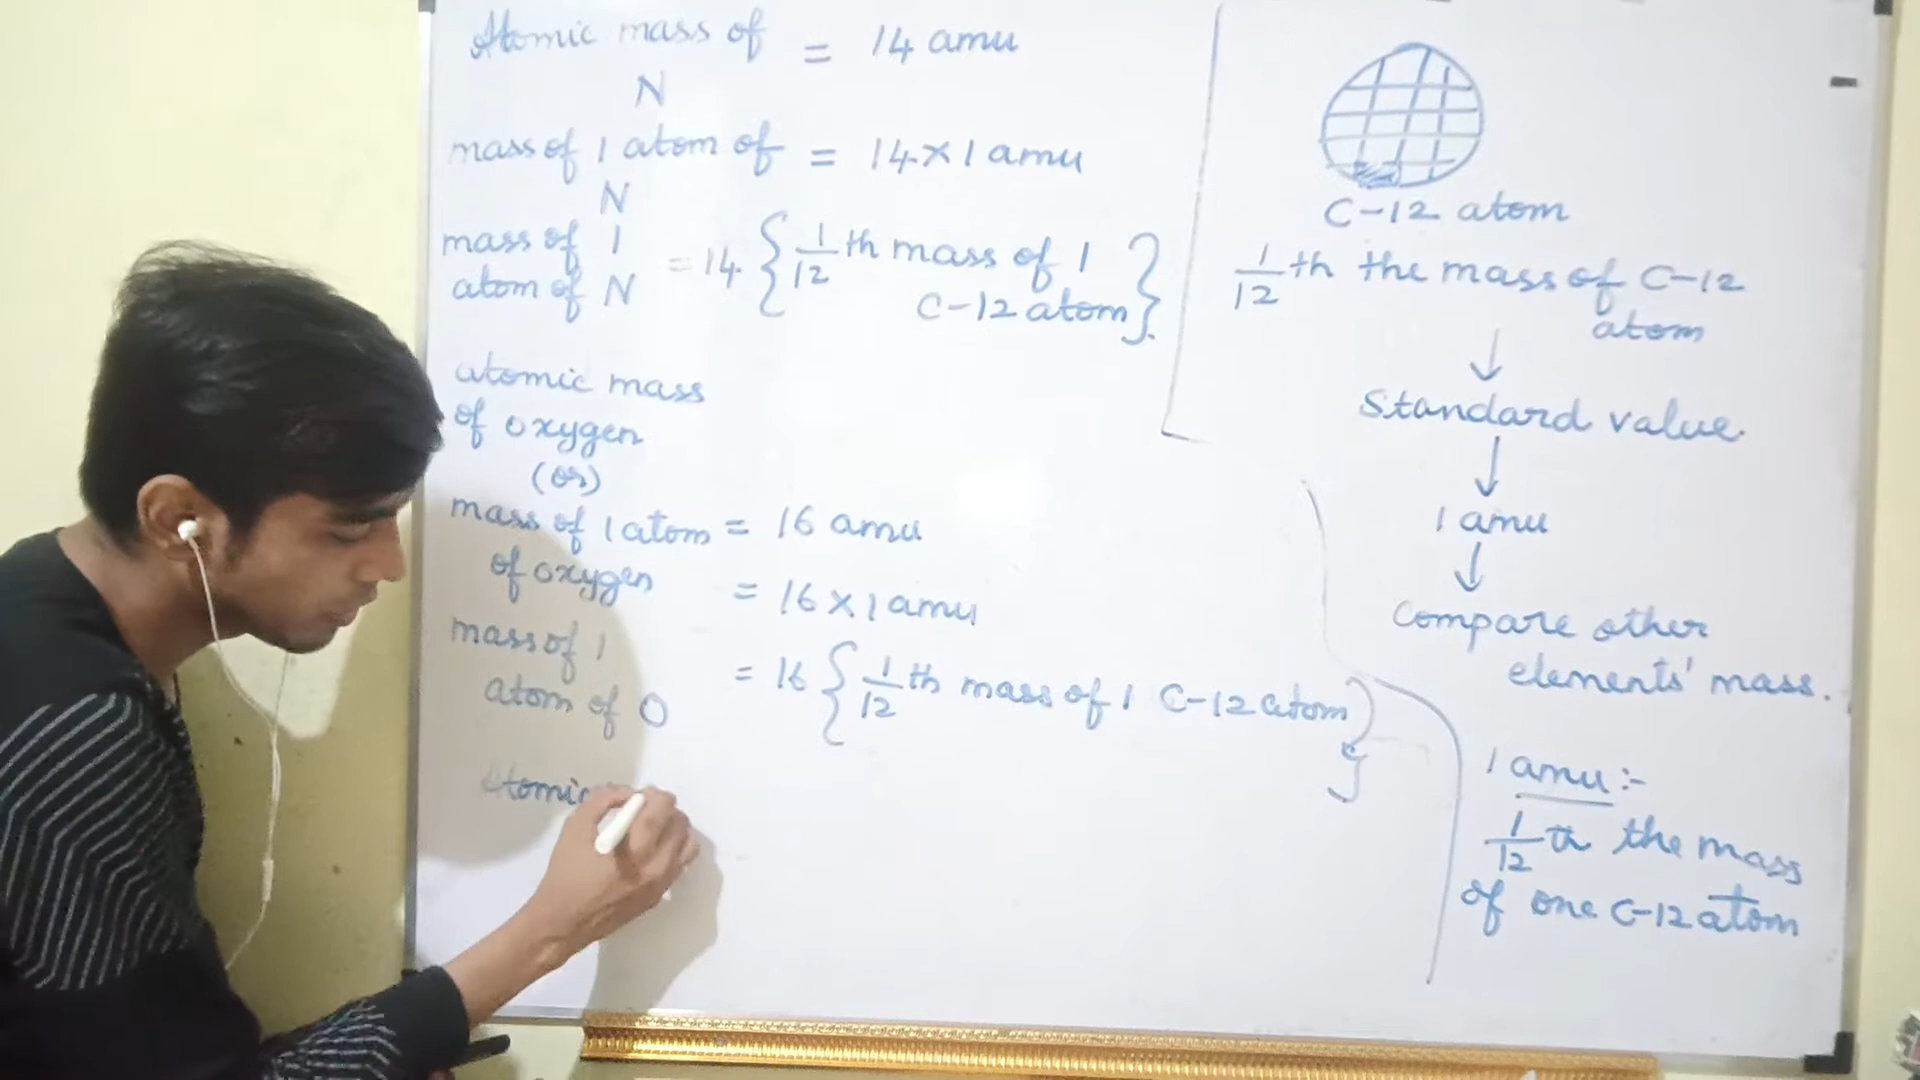 Atomic mass of = 14 amu
N
mass of 1 atom of = 14 × 1 amu
N
mass of 1
atom of N = 14 { 1/12 th mass of 1
C-12 atom }.
atomic mass
of oxygen
(or)
mass of 1 atom = 16 amu
of oxygen
= 16 × 1 amu
mass of 1
atom of O
= 16 { 1/12 th mass of 1 C-12 atom }
Atomic
C-12 atom
1/12 th the mass of C-12
atom
↓
Standard value.
↓
1 amu
↓
Compare other
elements' mass.
1 amu :-
1/12 th the mass
of one C-12 atom